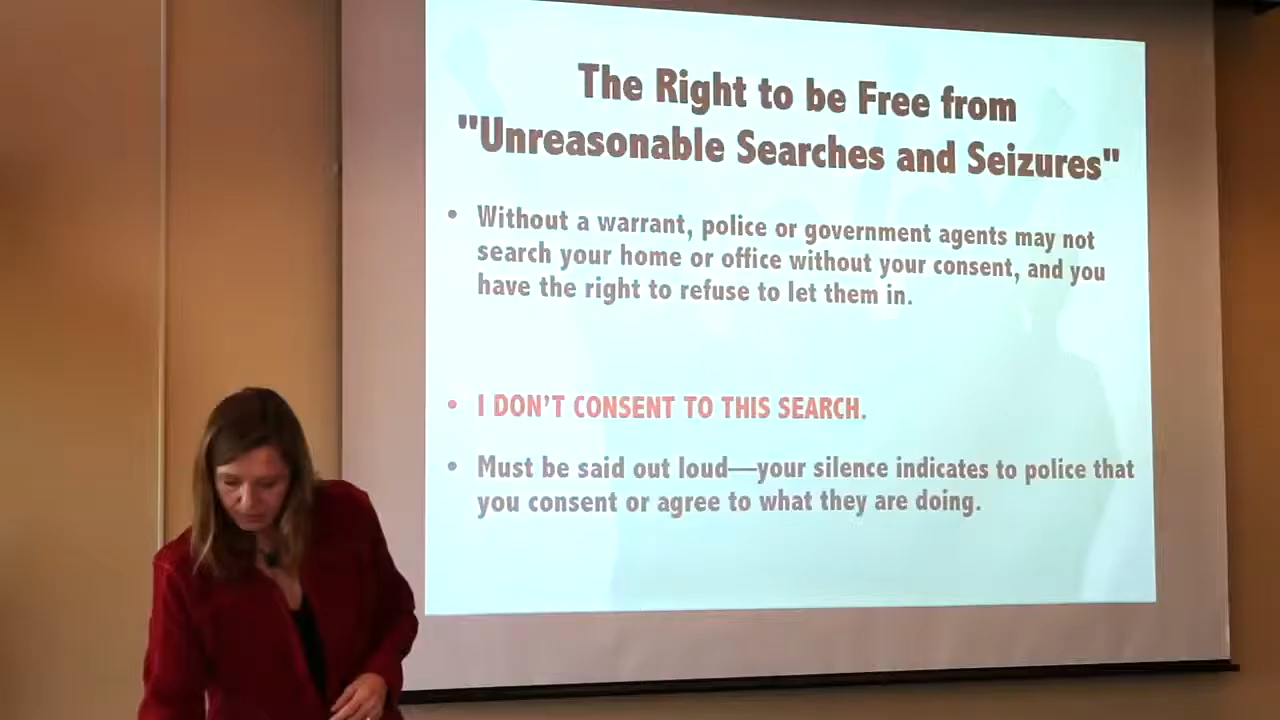 The Right to be Free from
"Unreasonable Searches and Seizures"
• Without a warrant, police or government agents may not
search your home or office without your consent, and you
have the right to refuse to let them in.
• I DON'T CONSENT TO THIS SEARCH.
• Must be said out loud—your silence indicates to police that
you consent or agree to what they are doing.